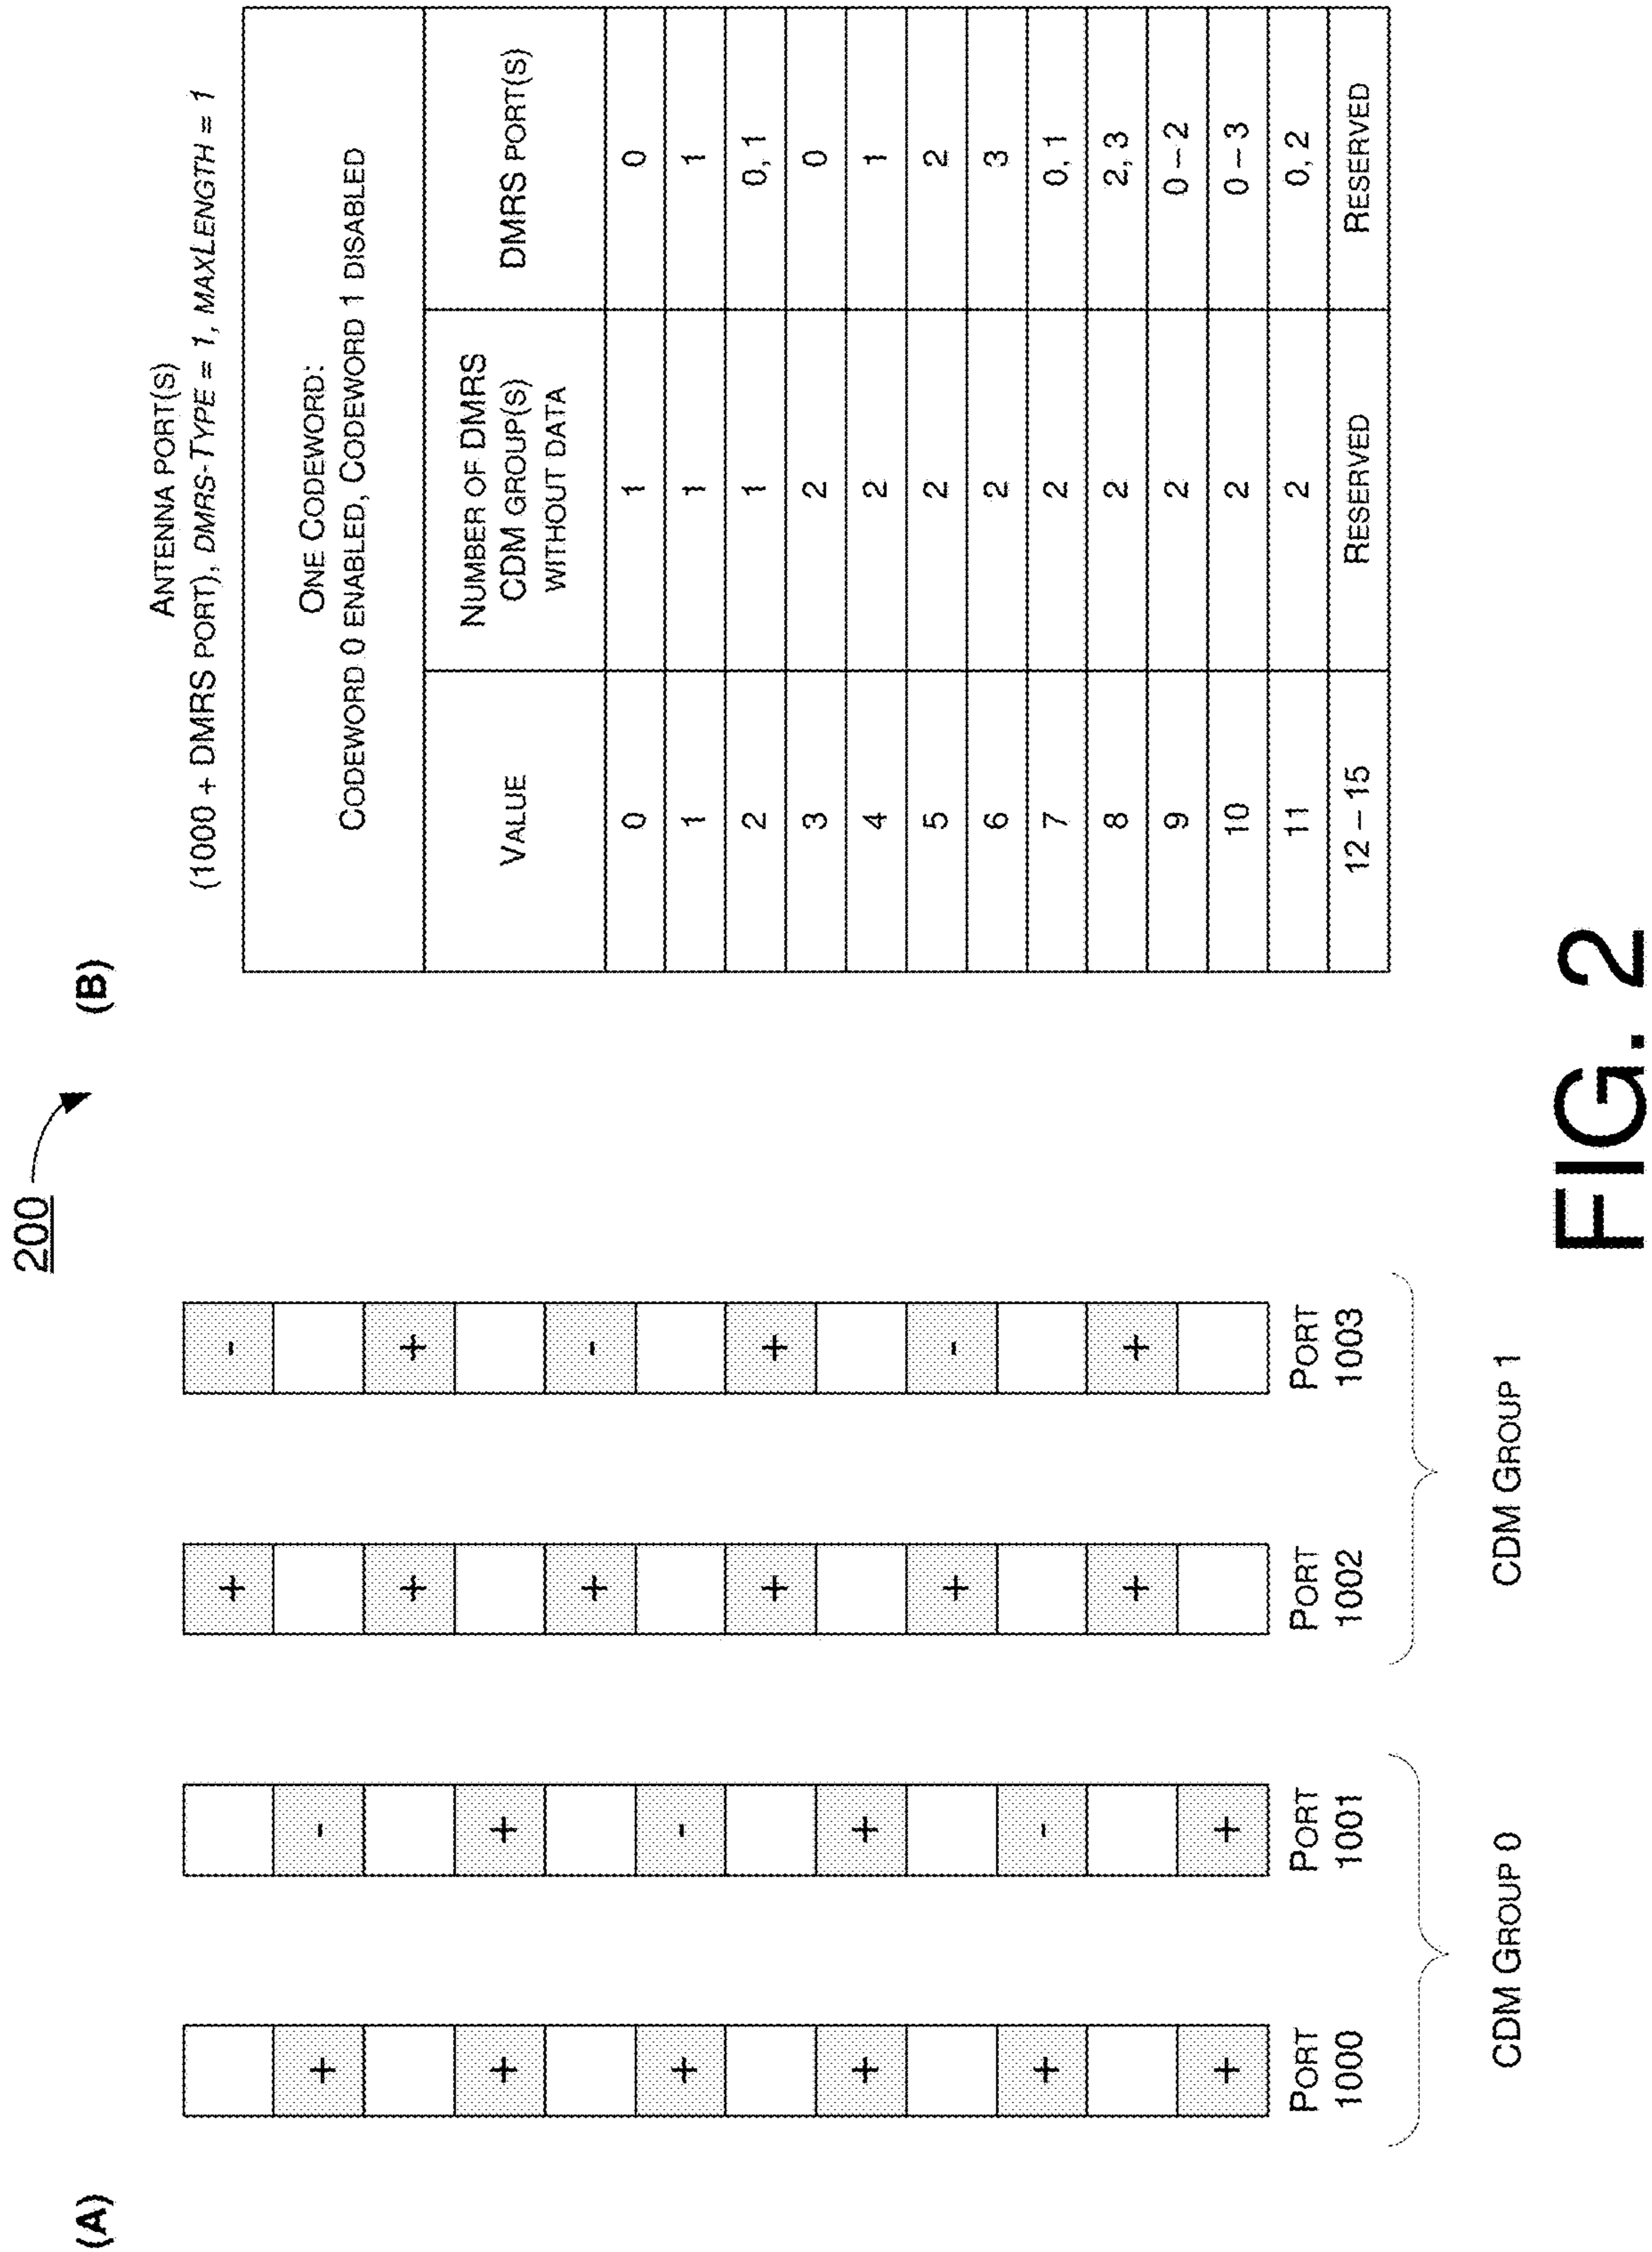 200
(A)
+ + + + + +
PORT
1000
- + - + - +
PORT
1001
CDM GROUP 0
+ + + + + +
PORT
1002
- + - + - +
PORT
1003
CDM GROUP 1
(B)
ANTENNA PORT(S)
(1000 + DMRS PORT), DMRS-TYPE = 1, MAXLENGTH = 1
ONE CODEWORD:
CODEWORD 0 ENABLED, CODEWORD 1 DISABLED
VALUE
NUMBER OF DMRS
CDM GROUP(S)
WITHOUT DATA
DMRS PORT(S)
0 1 0
1 1 1
2 1 0, 1
3 2 0
4 2 1
5 2 2
6 2 3
7 2 0, 1
8 2 2, 3
9 2 0 – 2
10 2 0 – 3
11 2 0, 2
12 – 15 RESERVED RESERVED
FIG. 2